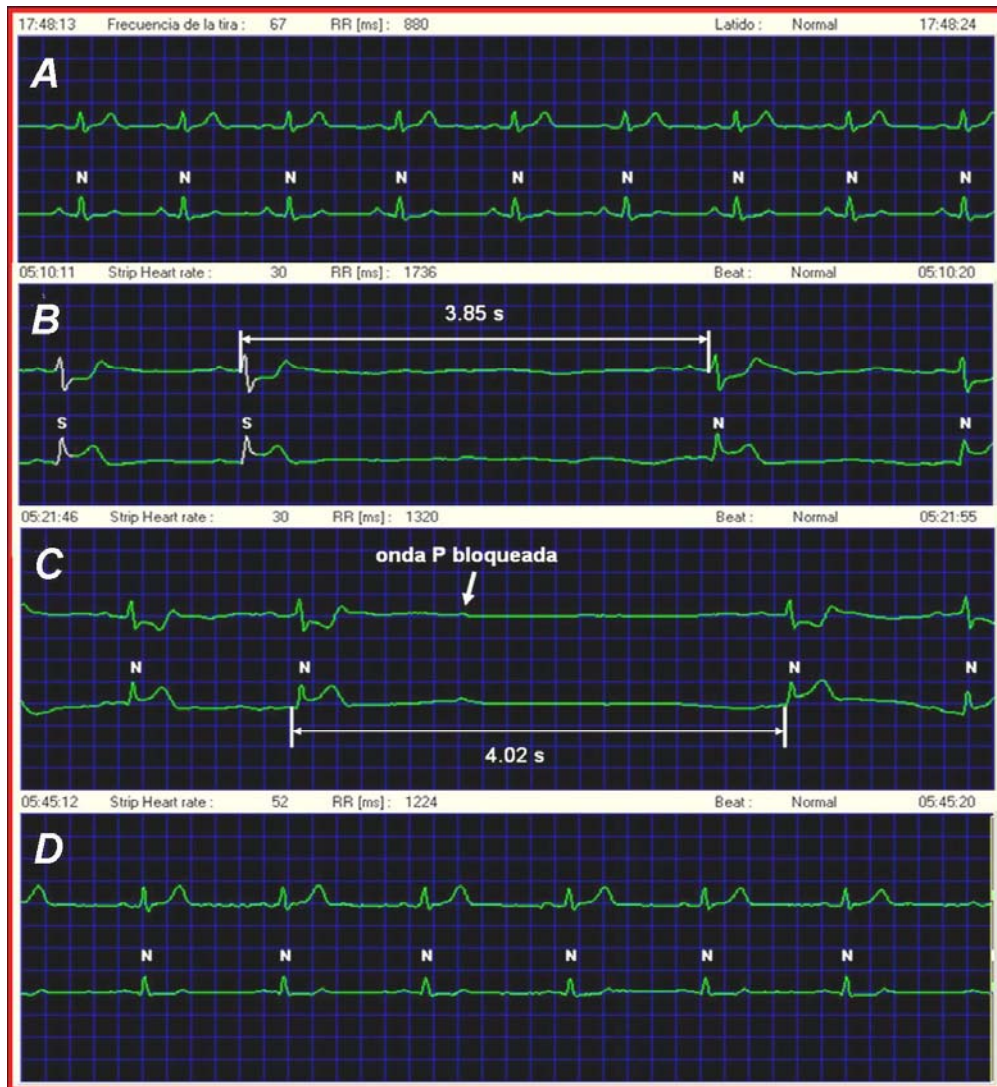 17:48:13 Frecuencia de la tira : 67 RR [ms] : 880 Latido : Normal 17:48:24
A
N N N N N N N N N
05:10:11 Strip Heart rate : 30 RR [ms] : 1736 Beat : Normal 05:10:20
B
3.85 s
S S N N
05:21:46 Strip Heart rate : 30 RR [ms] : 1320 Beat : Normal 05:21:55
C
onda P bloqueada
N N N N
4.02 s
05:45:12 Strip Heart rate : 52 RR [ms] : 1224 Beat : Normal 05:45:20
D
N N N N N N